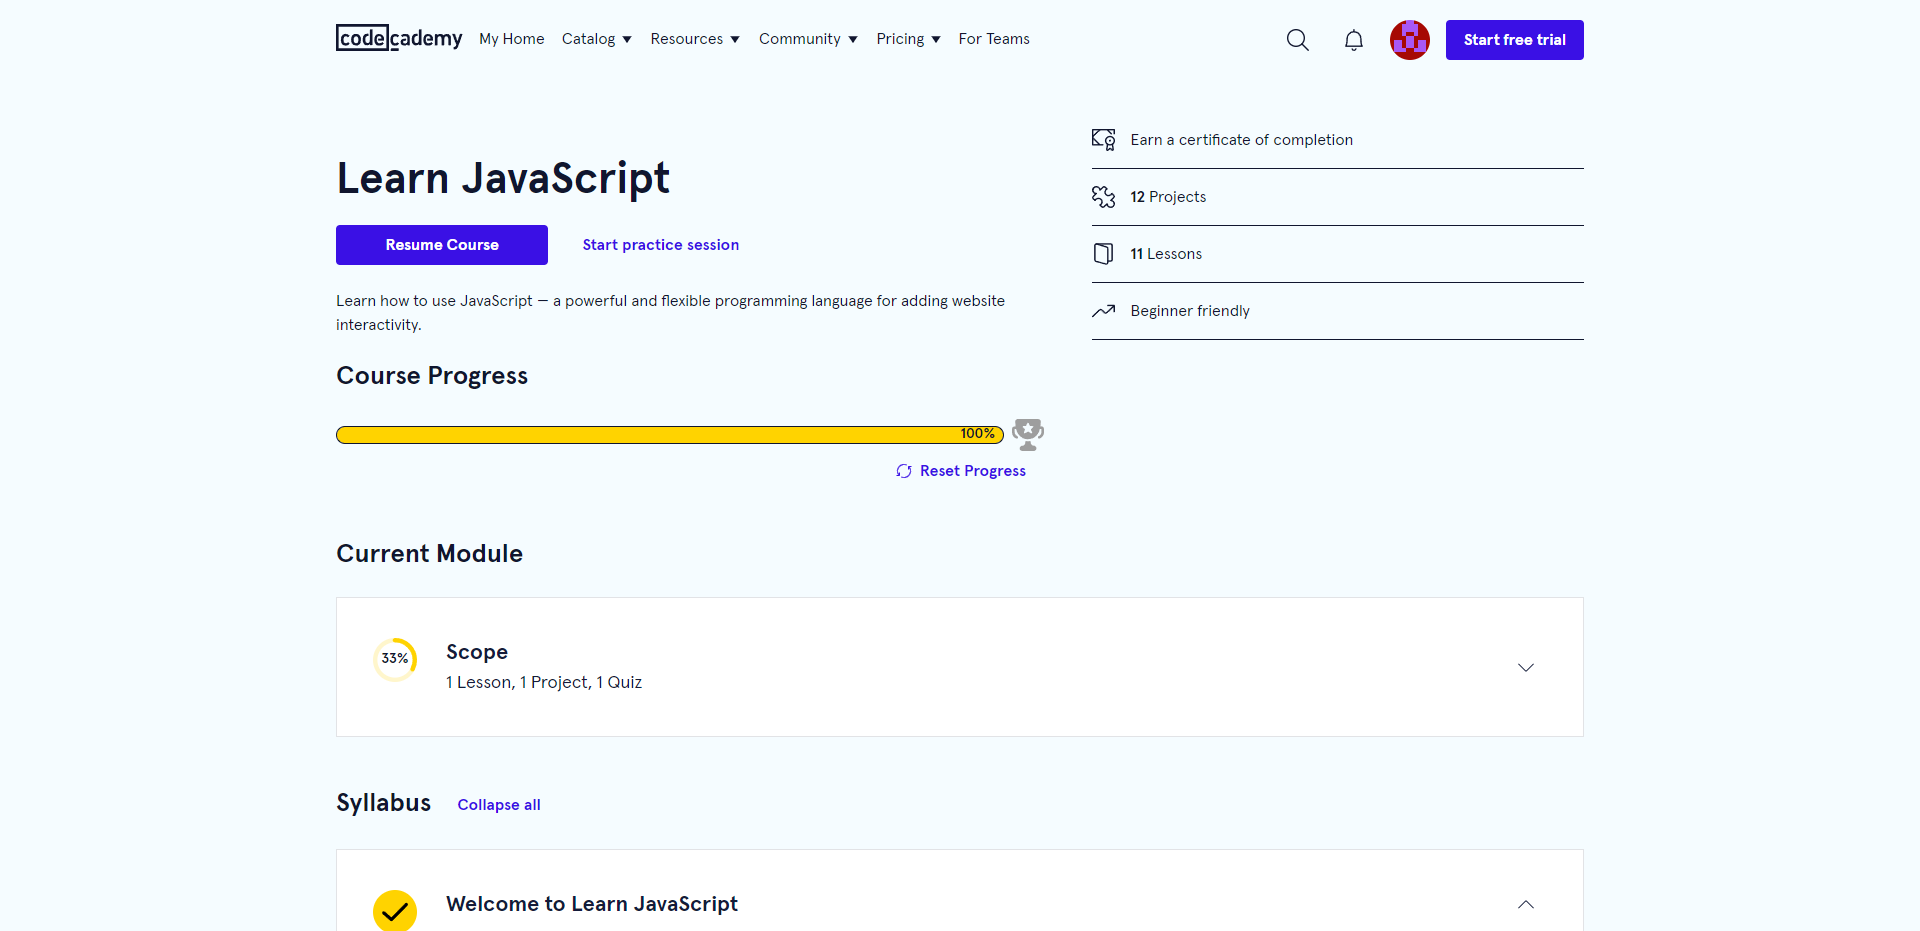 codecademy My Home Catalog Resources Community Pricing For Teams Start free trial
Learn JavaScript
Resume Course Start practice session
Learn how to use JavaScript — a powerful and flexible programming language for adding website
interactivity.
Earn a certificate of completion
12 Projects
11 Lessons
Beginner friendly
Course Progress
100%
Reset Progress
Current Module
33%
Scope
1 Lesson, 1 Project, 1 Quiz
Syllabus Collapse all
Welcome to Learn JavaScript